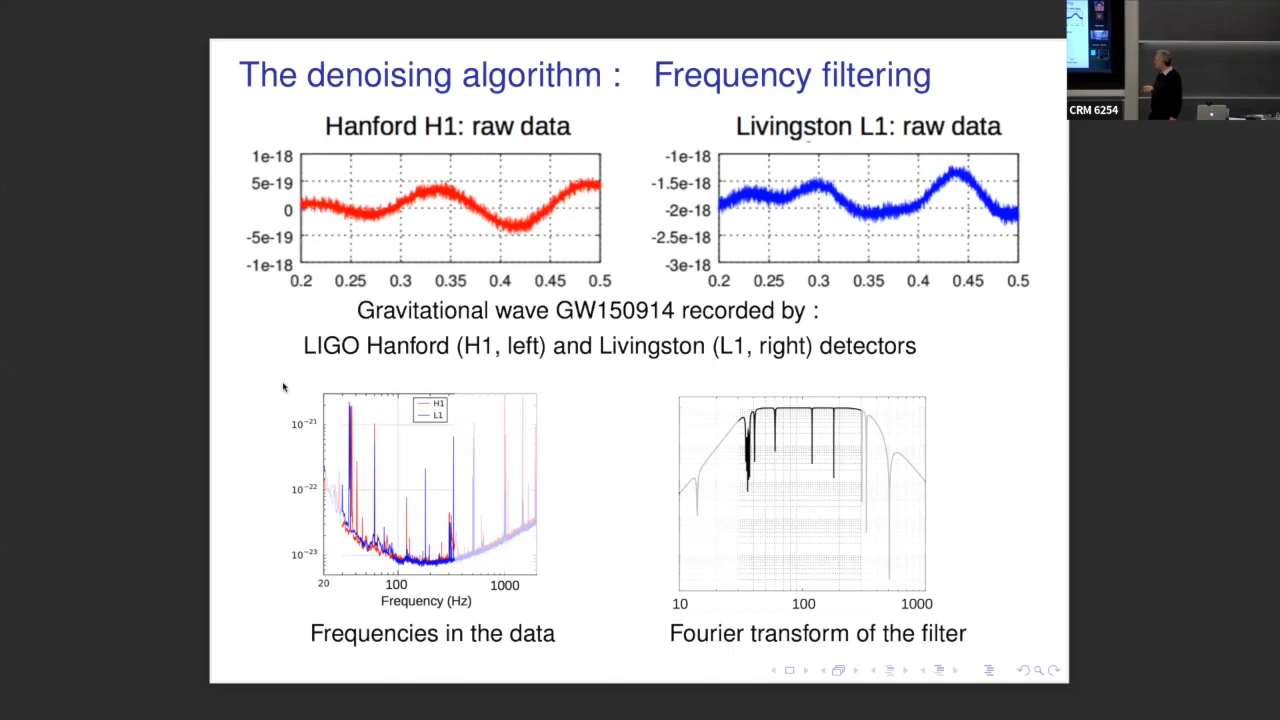 The denoising algorithm : Frequency filtering
Hanford H1: raw data
1e-18
5e-19
0
-5e-19
-1e-18
0.2 0.25 0.3 0.35 0.4 0.45 0.5
Livingston L1: raw data
-1e-18
-1.5e-18
-2e-18
-2.5e-18
-3e-18
0.2 0.25 0.3 0.35 0.4 0.45 0.5
Gravitational wave GW150914 recorded by :
LIGO Hanford (H1, left) and Livingston (L1, right) detectors
H1
L1
10⁻²¹
10⁻²²
10⁻²³
20 100 1000
Frequency (Hz)
Frequencies in the data
10 100 1000
Fourier transform of the filter
CRM 6254